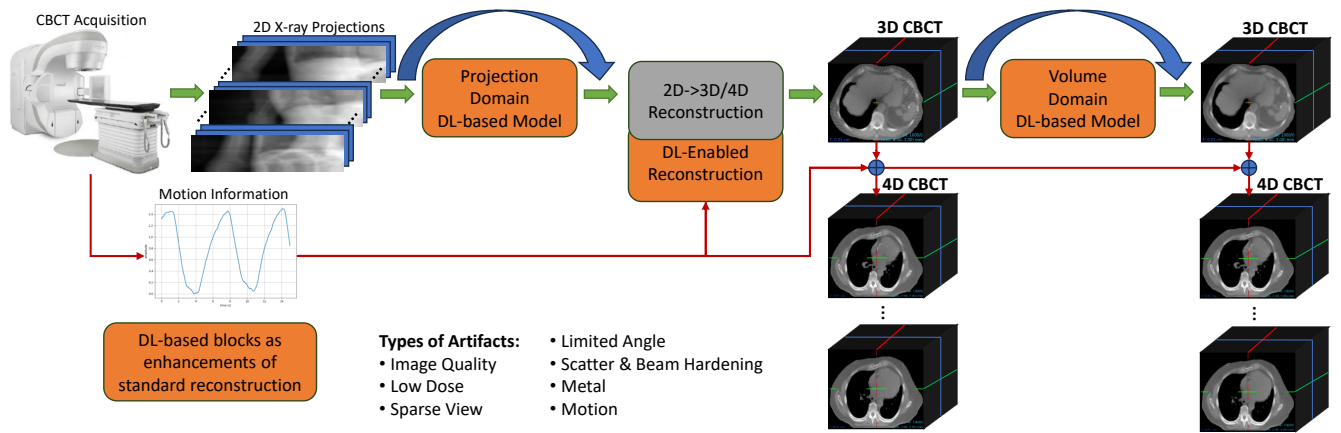 CBCT Acquisition
2D X-ray Projections
Projection
Domain
DL-based Model
2D->3D/4D
Reconstruction
DL-Enabled
Reconstruction
3D CBCT
Volume
Domain
DL-based Model
3D CBCT
4D CBCT
4D CBCT
Motion Information
DL-based blocks as
enhancements of
standard reconstruction
Types of Artifacts:
• Image Quality
• Low Dose
• Sparse View
• Limited Angle
• Scatter & Beam Hardening
• Metal
• Motion